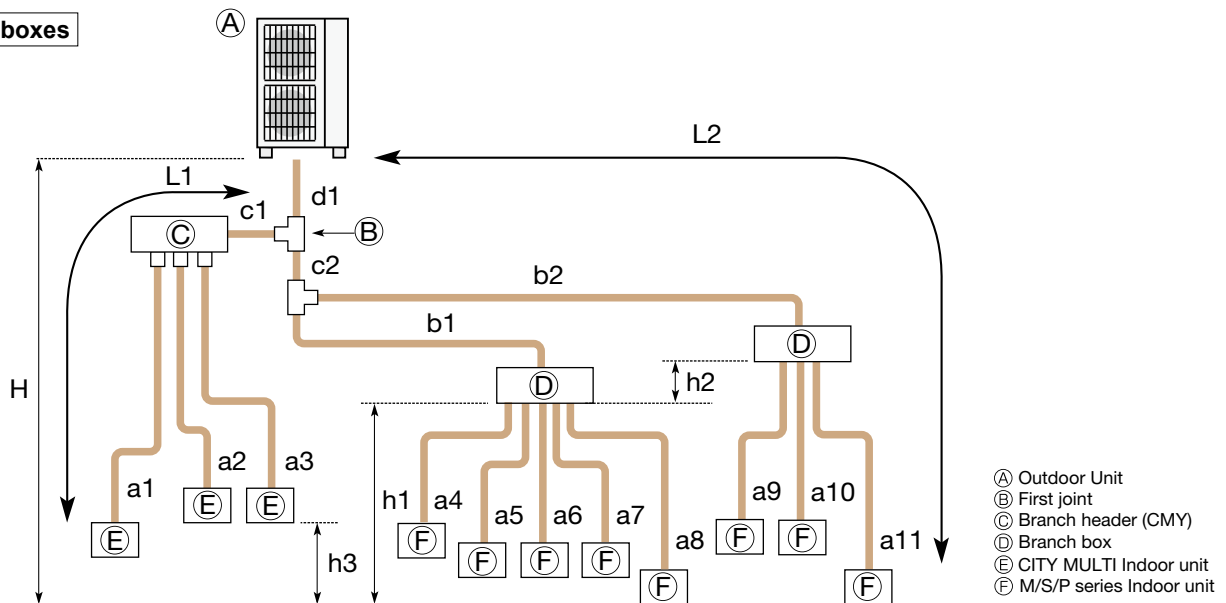 boxes
Ⓐ
L2
L1
d1
c1
Ⓒ
Ⓑ
c2
b2
b1
Ⓓ
Ⓓ
h2
H
a1
a2
a3
h1
a4
a5
a6
a7
a8
a9
a10
a11
h3
Ⓔ
Ⓔ
Ⓔ
Ⓕ
Ⓕ
Ⓕ
Ⓕ
Ⓕ
Ⓕ
Ⓕ
Ⓕ
Ⓐ Outdoor Unit
Ⓑ First joint
Ⓒ Branch header (CMY)
Ⓓ Branch box
Ⓔ CITY MULTI Indoor unit
Ⓕ M/S/P series Indoor unit